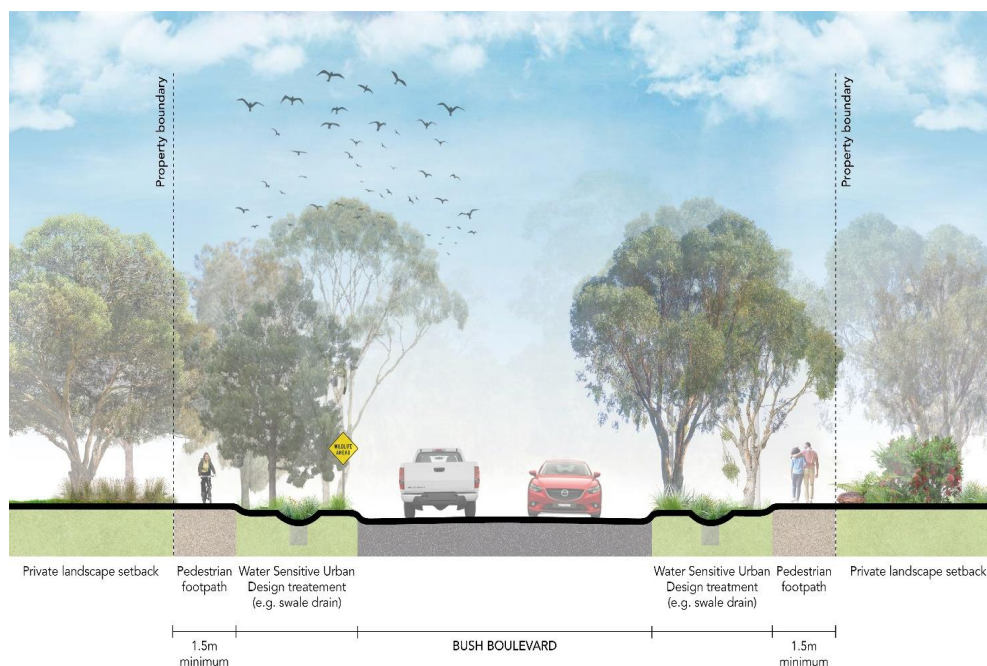 Property boundary
Property boundary
WILDLIFE
AHEAD
Private landscape setback
Pedestrian
footpath
Water Sensitive Urban
Design treatement
(e.g. swale drain)
Water Sensitive Urban
Design treatment
(e.g. swale drain)
Pedestrian
footpath
Private landscape setback
1.5m
minimum
BUSH BOULEVARD
1.5m
minimum